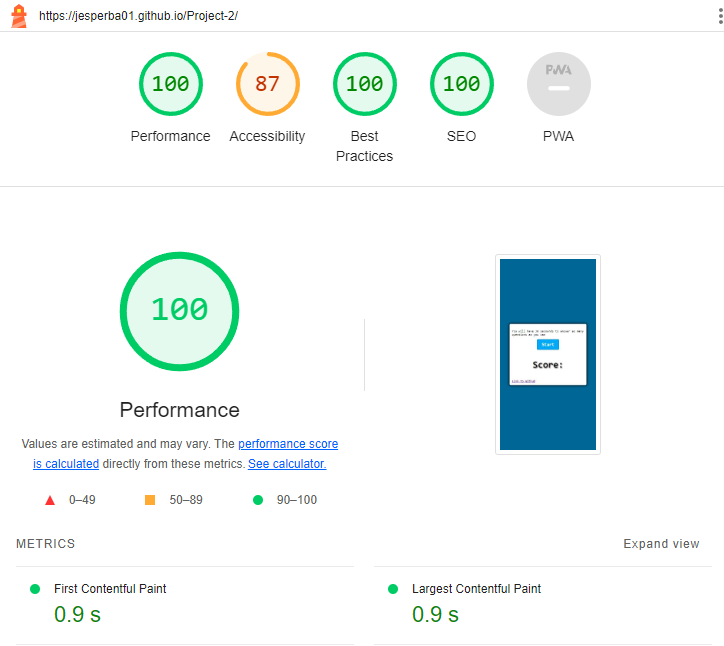 https://jesperba01.github.io/Project-2/
100
87
100
100
PWA
Performance
Accessibility
Best
Practices
SEO
PWA
100
Performance
Values are estimated and may vary. The performance score
is calculated directly from these metrics. See calculator.
0–49
50–89
90–100
Start
Score:
METRICS
Expand view
First Contentful Paint
0.9 s
Largest Contentful Paint
0.9 s